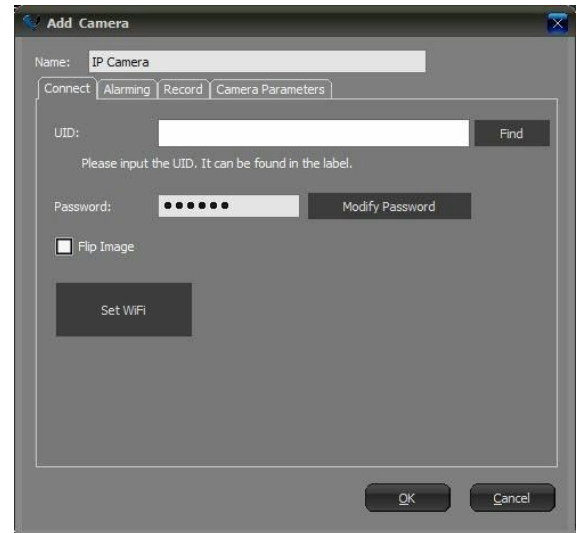 Add Camera
Name: IP Camera
Connect Alarming Record Camera Parameters
UID: Find
Please input the UID. It can be found in the label.
Password: ●●●●●● Modify Password
Flip Image
Set WiFi
OK Cancel